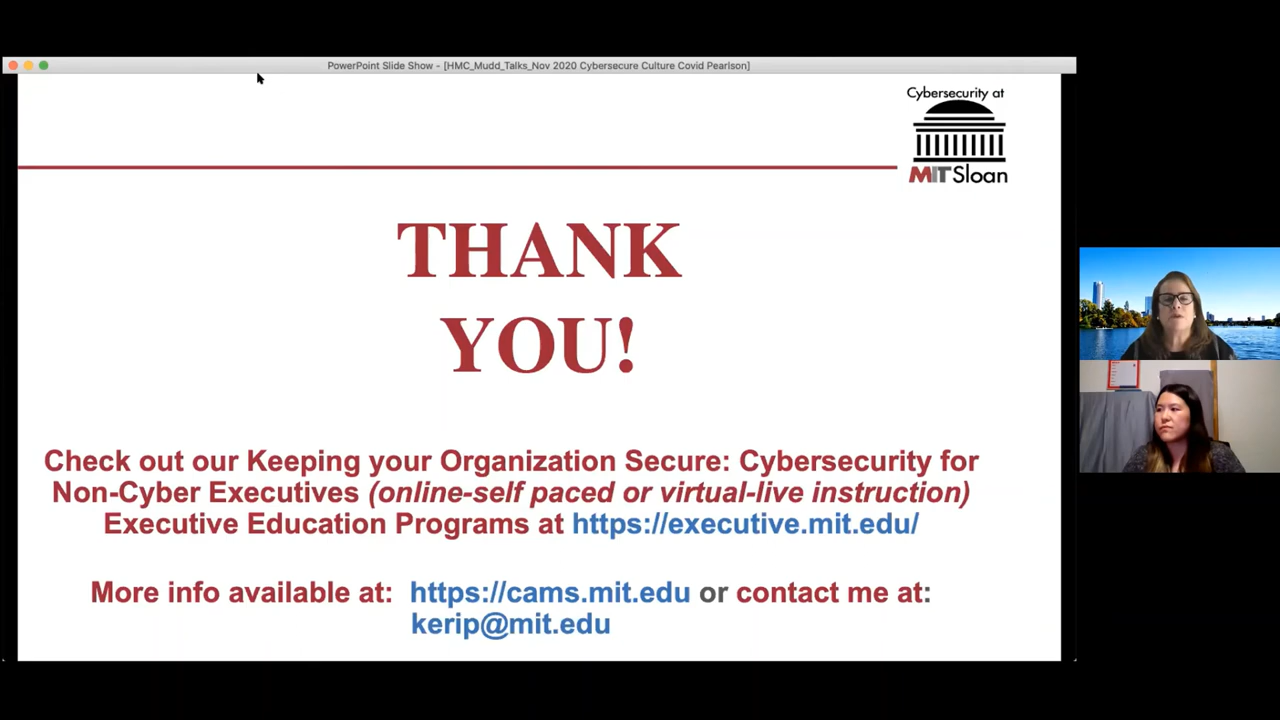 PowerPoint Slide Show - [HMC_Mudd_Talks_Nov 2020 Cybersecure Culture Covid Pearlson]
Cybersecurity at
MIT Sloan
THANK
YOU!
Check out our Keeping your Organization Secure: Cybersecurity for
Non-Cyber Executives (online-self paced or virtual-live instruction)
Executive Education Programs at https://executive.mit.edu/
More info available at: https://cams.mit.edu or contact me at:
kerip@mit.edu